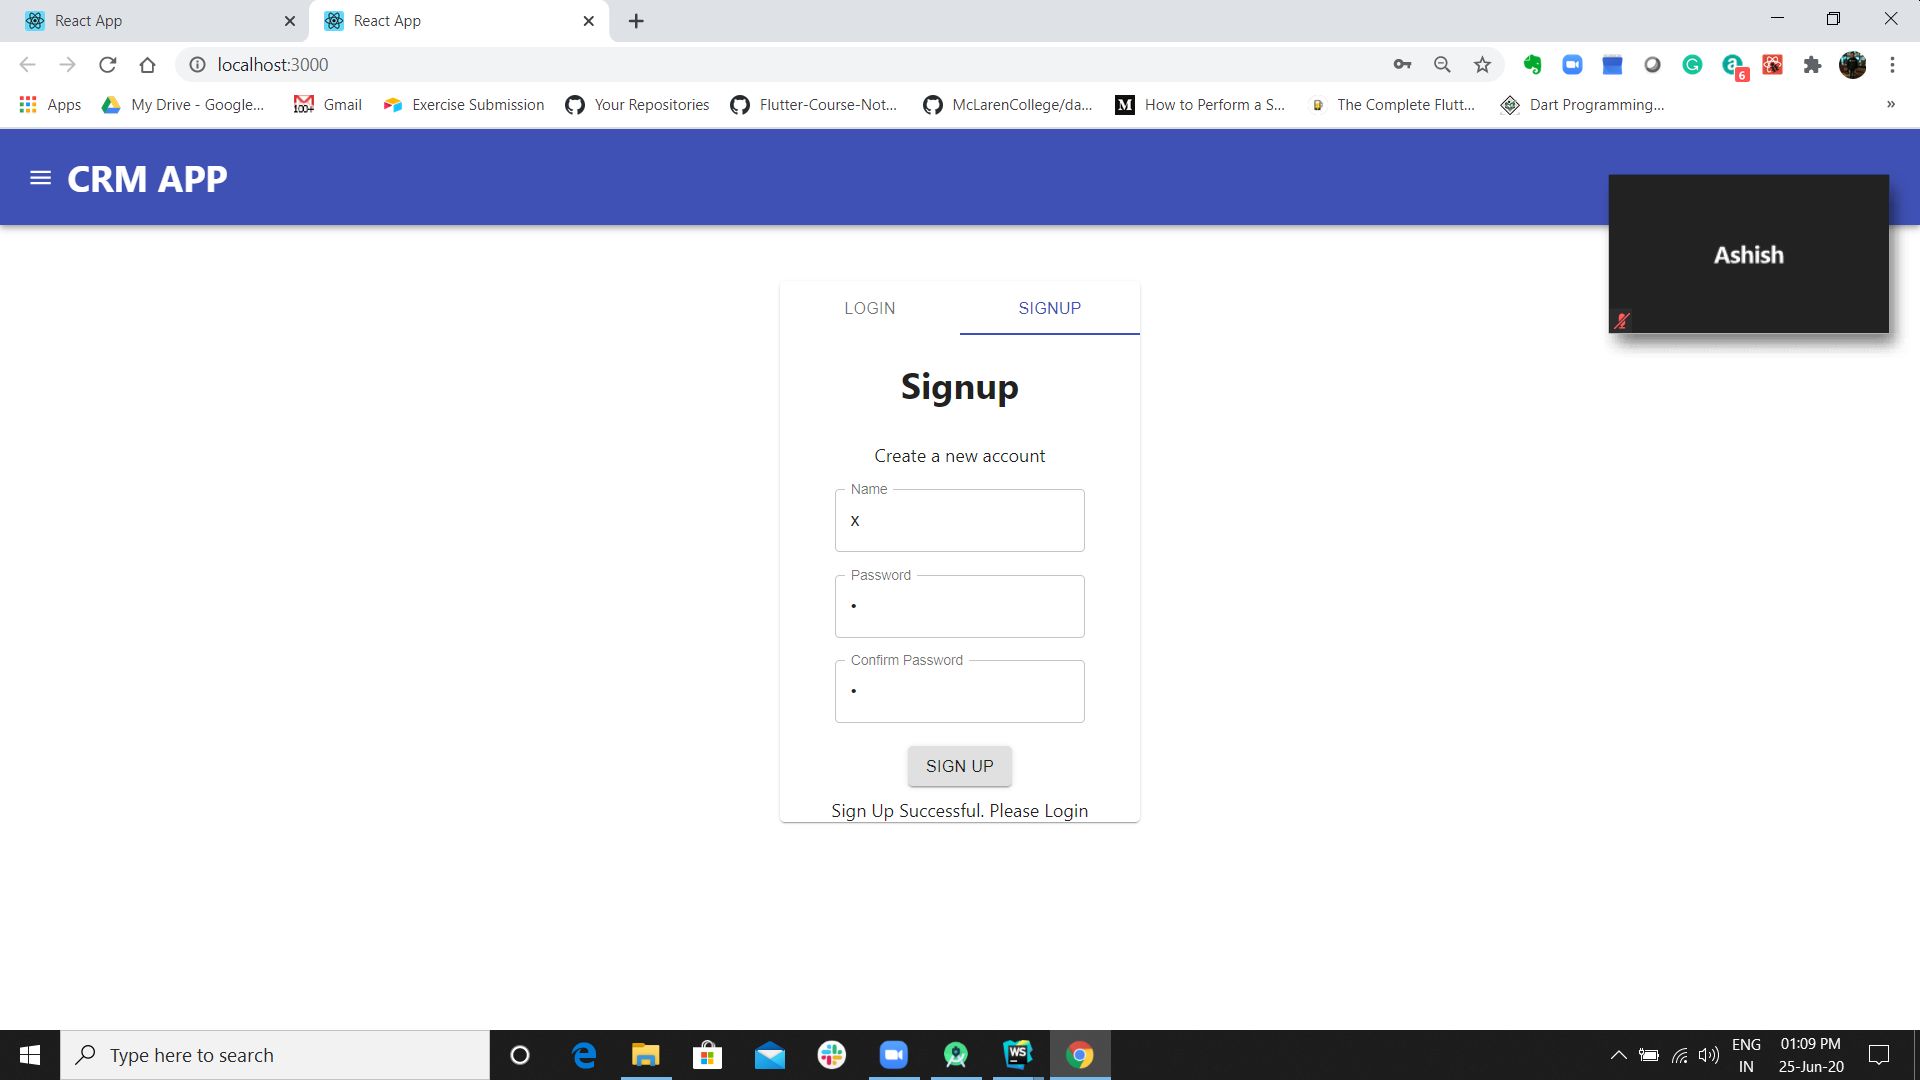 React App
React App
localhost:3000
6
Apps
My Drive - Google...
100+
Gmail
Exercise Submission
Your Repositories
Flutter-Course-Not...
McLarenCollege/da...
M
How to Perform a S...
The Complete Flutt...
Dart Programming...
»
CRM APP
Ashish
LOGIN
SIGNUP
Signup
Create a new account
Name
x
Password
Confirm Password
SIGN UP
Sign Up Successful. Please Login
Type here to search
WS
ENG
IN
01:09 PM
25-Jun-20